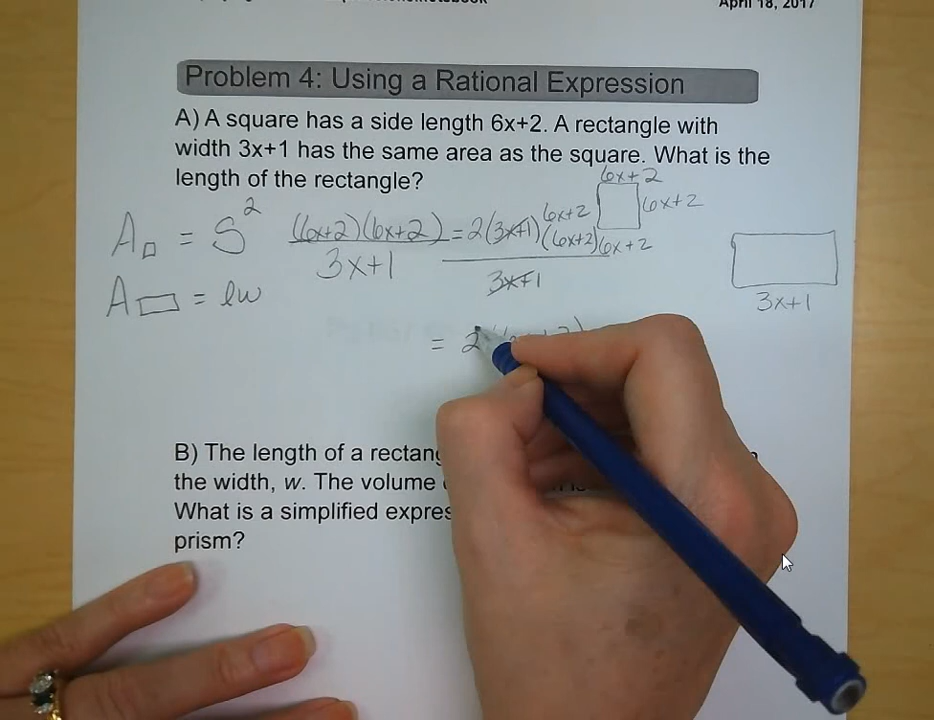 April 18, 2017
Problem 4: Using a Rational Expression
A) A square has a side length 6x+2. A rectangle with
width 3x+1 has the same area as the square. What is the
length of the rectangle?
6x+2
6x+2
6x+2
6x+2
A□ = S²
(6x+2)(6x+2) = 2(3x+1)(6x+2)
3x+1
3x+1
A▭ = lw
3x+1
= 2
B) The length of a
the width, w. The volume
What is a simplified
prism?